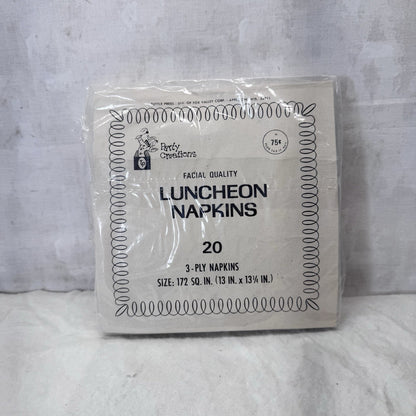 Party
Creations
75¢
FACIAL QUALITY
LUNCHEON
NAPKINS
20
3-PLY NAPKINS
SIZE: 172 SQ. IN. (13 IN. x 13¼ IN.)